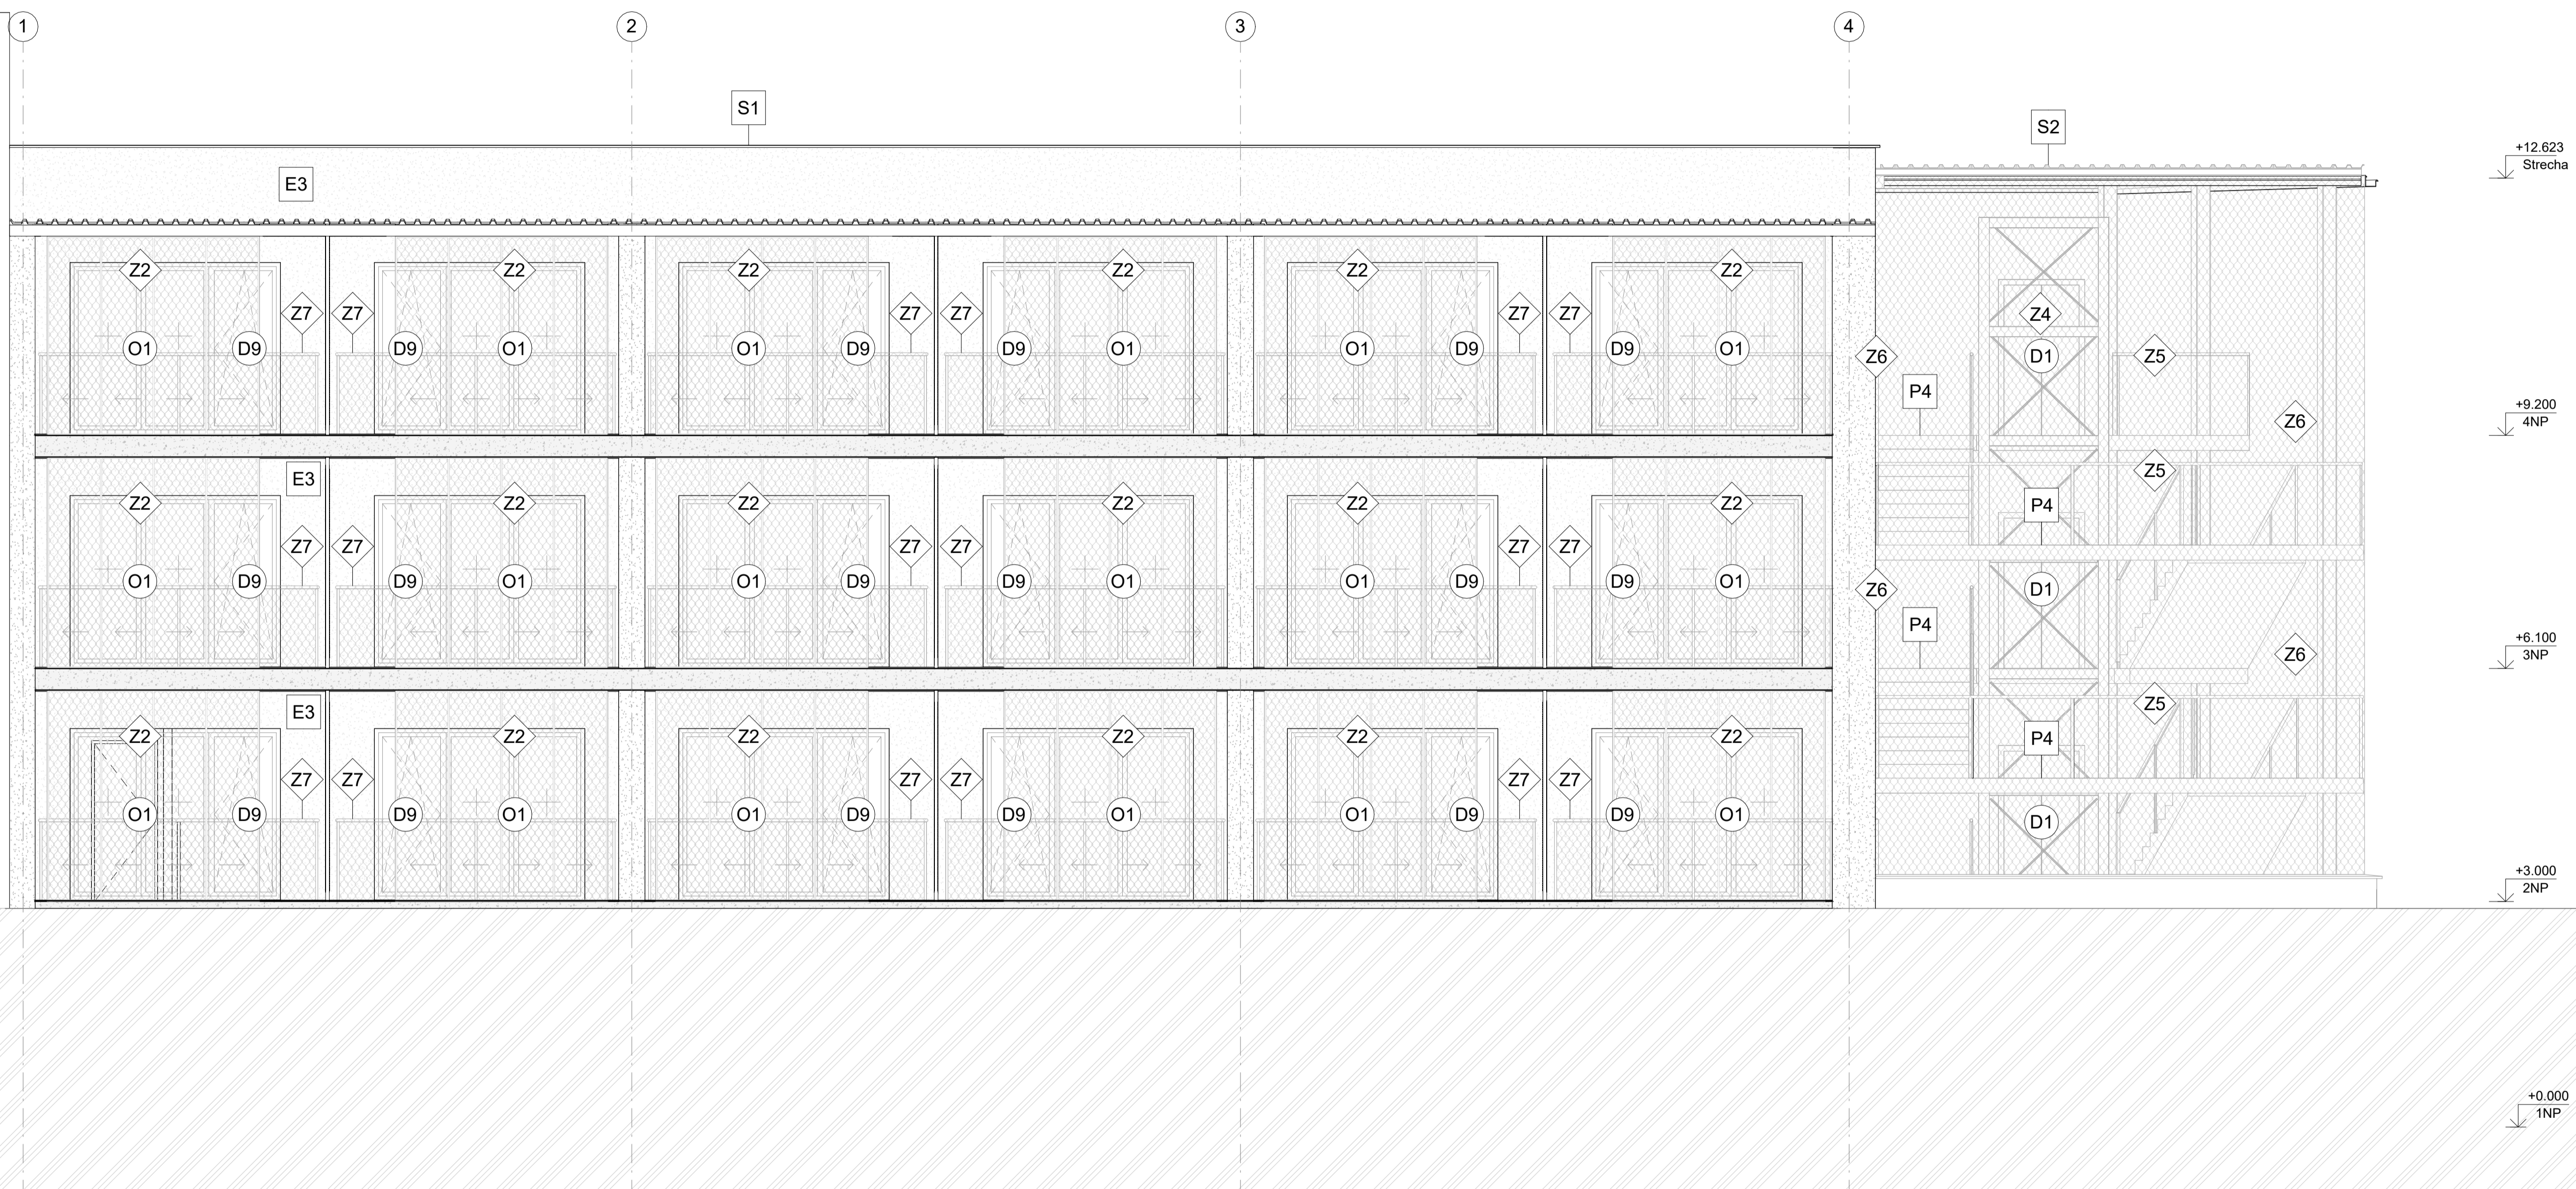 1 2 3 4
S1
S2
+12.623
Strecha
E3
Z2 Z2 Z2 Z2 Z2 Z2
Z7 Z7 Z7 Z7 Z7 Z7 Z4
O1 D9 D9 O1 O1 D9 D9 O1 O1 D9 D9 O1 Z6 D1 Z5
P4
+9.200
4NP
Z6
E3 Z5
Z2 Z2 Z2 Z2 Z2 Z2 P4
Z7 Z7 Z7 Z7 Z7 Z7
O1 D9 D9 O1 O1 D9 D9 O1 O1 D9 D9 O1 Z6 D1
P4
+6.100
3NP
Z6
E3 Z5
Z2 Z2 Z2 Z2 Z2 Z2 P4
Z7 Z7 Z7 Z7 Z7 Z7
O1 D9 D9 O1 O1 D9 D9 O1 O1 D9 D9 O1 D1
+3.000
2NP
+0.000
1NP